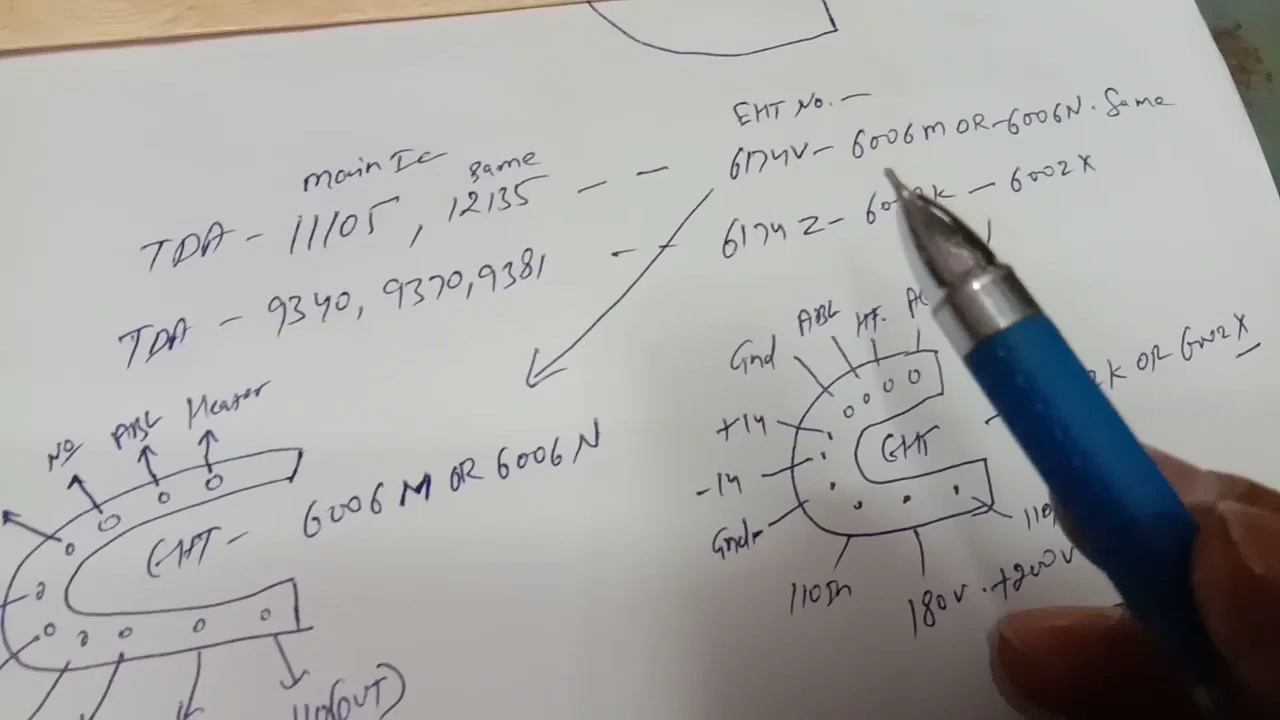 EHT No. —
main Ic
same
TDA - 11105, 12135 - - 6174V - 6006M OR - 6006N. Same
TDA - 9340, 9370, 9381 - - 6174Z - - 6002X
No ABL Heater
EHT - 6006M OR 6006N
110(OUT)
Gnd ABL HT.
+14
-14
Gnd
EHT
OR 6002X
110In
180V. +200V